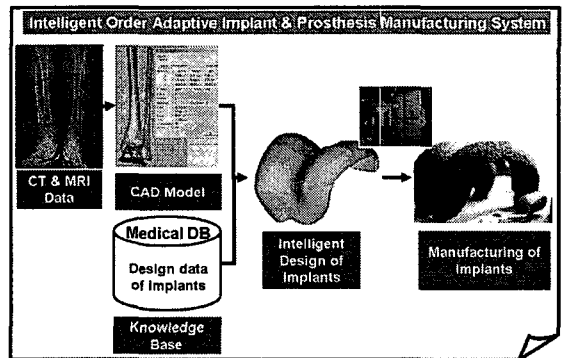 Intelligent Order Adaptive Implant & Prosthesis Manufacturing System
CT & MRI
Data
CAD Model
Medical DB
Design data
of Implants
Knowledge
Base
Intelligent
Design of
Implants
Manufacturing of
Implants